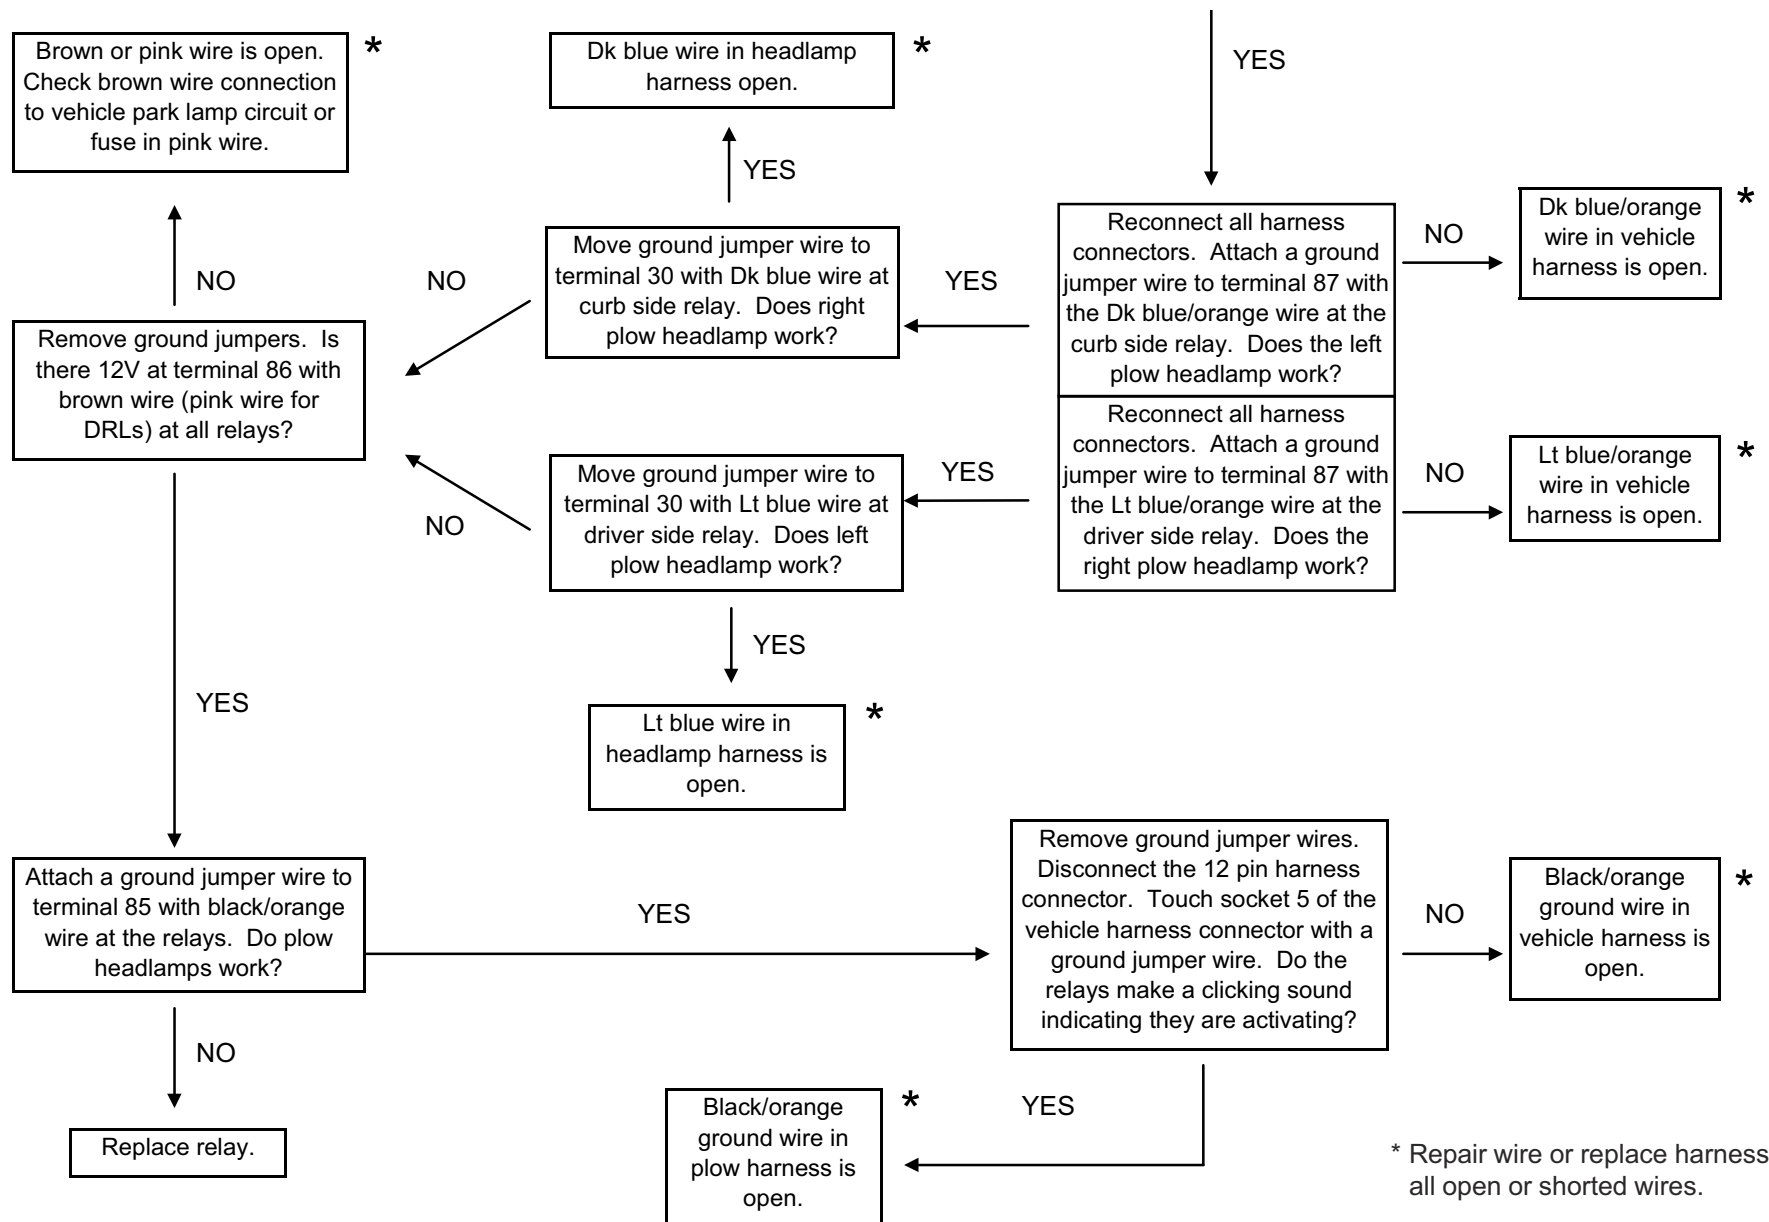 Brown or pink wire is open.
Check brown wire connection
to vehicle park lamp circuit or
fuse in pink wire.
*
Dk blue wire in headlamp
harness open.
*
YES
YES
Reconnect all harness
connectors. Attach a ground
jumper wire to terminal 87 with
the Dk blue/orange wire at the
curb side relay. Does the left
plow headlamp work?
NO
Dk blue/orange
wire in vehicle
harness is open.
*
YES
Move ground jumper wire to
terminal 30 with Dk blue wire at
curb side relay. Does right
plow headlamp work?
NO
NO
Remove ground jumpers. Is
there 12V at terminal 86 with
brown wire (pink wire for
DRLs) at all relays?
Reconnect all harness
connectors. Attach a ground
jumper wire to terminal 87 with
the Lt blue/orange wire at the
driver side relay. Does the
right plow headlamp work?
NO
Lt blue/orange
wire in vehicle
harness is open.
*
YES
Move ground jumper wire to
terminal 30 with Lt blue wire at
driver side relay. Does left
plow headlamp work?
NO
YES
Lt blue wire in
headlamp harness is
open.
*
YES
Attach a ground jumper wire to
terminal 85 with black/orange
wire at the relays. Do plow
headlamps work?
YES
Remove ground jumper wires.
Disconnect the 12 pin harness
connector. Touch socket 5 of the
vehicle harness connector with a
ground jumper wire. Do the
relays make a clicking sound
indicating they are activating?
NO
Black/orange
ground wire in
vehicle harness is
open.
*
NO
Replace relay.
YES
Black/orange
ground wire in
plow harness is
open.
*
* Repair wire or replace harness
all open or shorted wires.